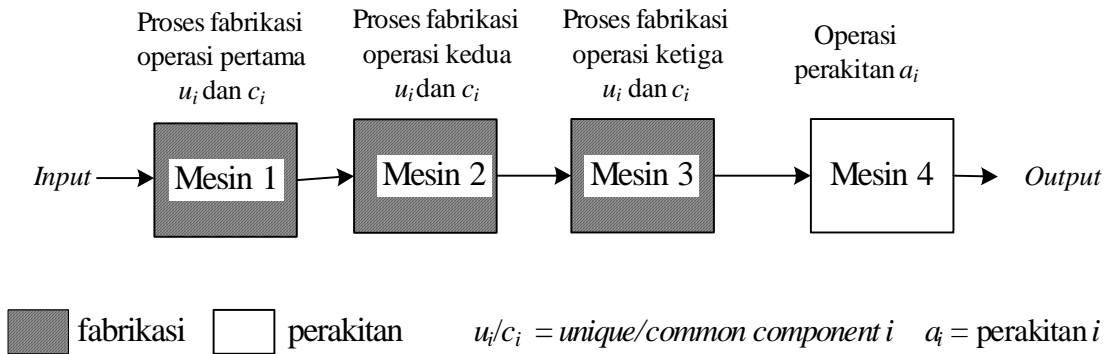 Proses fabrikasi
operasi pertama
uᵢ dan cᵢ
Proses fabrikasi
operasi kedua
uᵢ dan cᵢ
Proses fabrikasi
operasi ketiga
uᵢ dan cᵢ
Operasi
perakitan aᵢ
Input
Mesin 1
Mesin 2
Mesin 3
Mesin 4
Output
fabrikasi
perakitan
uᵢ/cᵢ = unique/common component i
aᵢ = perakitan i